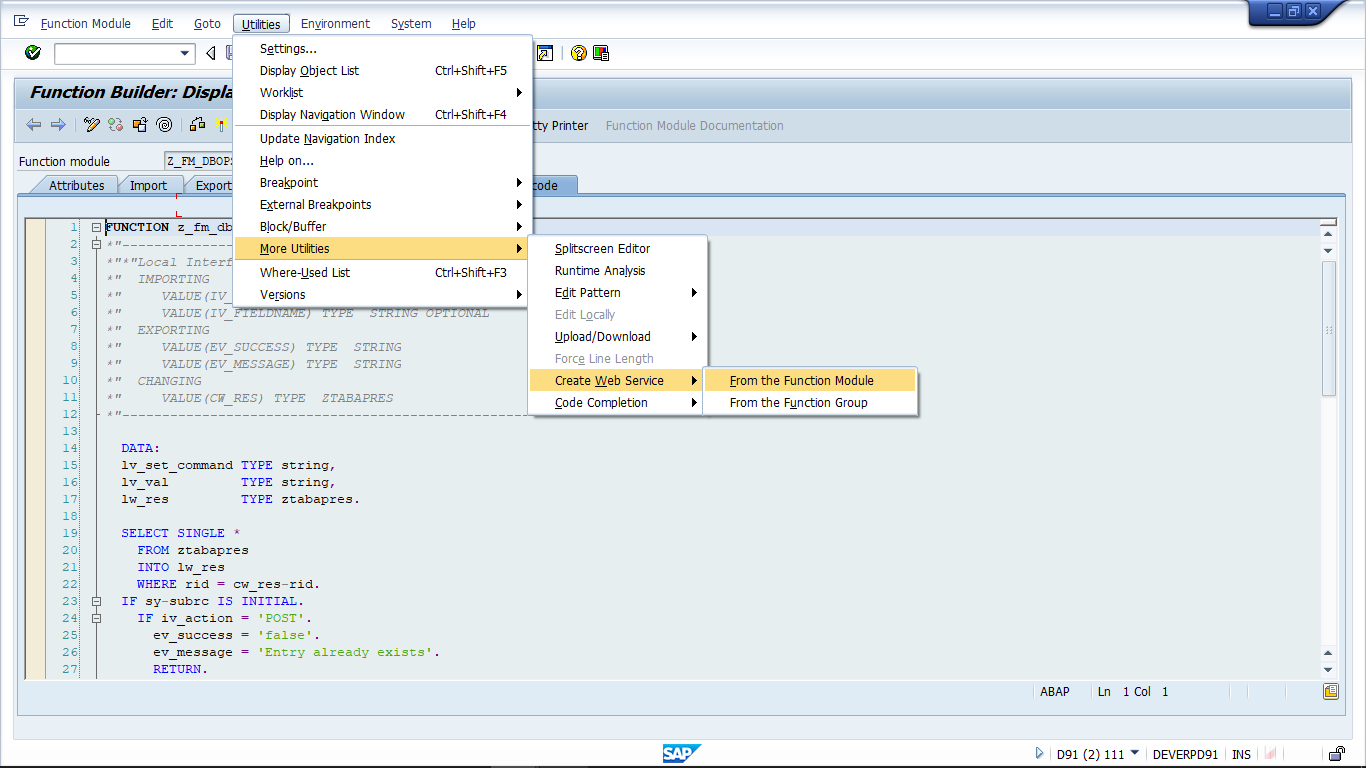 Function Module Edit Goto Utilities Environment System Help
Settings...
Display Object List Ctrl+Shift+F5
Worklist
Display Navigation Window Ctrl+Shift+F4
Update Navigation Index
Help on...
Breakpoint
External Breakpoints
Block/Buffer
More Utilities
Where-Used List Ctrl+Shift+F3
Versions
Splitscreen Editor
Runtime Analysis
Edit Pattern
Edit Locally
Upload/Download
Force Line Length
Create Web Service
Code Completion
From the Function Module
From the Function Group
Function Builder: Displa
tty Printer Function Module Documentation
Function module Z_FM_DBOPS
Attributes Import Export code
1 FUNCTION z_fm_db
2 *"----------------------------------------------------------------------
3 *"*"Local Interf
4 *" IMPORTING
5 *" VALUE(IV_
6 *" VALUE(IV_FIELDNAME) TYPE STRING OPTIONAL
7 *" EXPORTING
8 *" VALUE(EV_SUCCESS) TYPE STRING
9 *" VALUE(EV_MESSAGE) TYPE STRING
10 *" CHANGING
11 *" VALUE(CW_RES) TYPE ZTABAPRES
12 *"----------------------------------------------------------------------
13
14 DATA:
15 lv_set_command TYPE string,
16 lv_val TYPE string,
17 lw_res TYPE ztabapres.
18
19 SELECT SINGLE *
20 FROM ztabapres
21 INTO lw_res
22 WHERE rid = cw_res-rid.
23 IF sy-subrc IS INITIAL.
24 IF iv_action = 'POST'.
25 ev_success = 'false'.
26 ev_message = 'Entry already exists'.
27 RETURN.
ABAP Ln 1 Col 1
SAP D91 (2) 111 DEVERPD91 INS